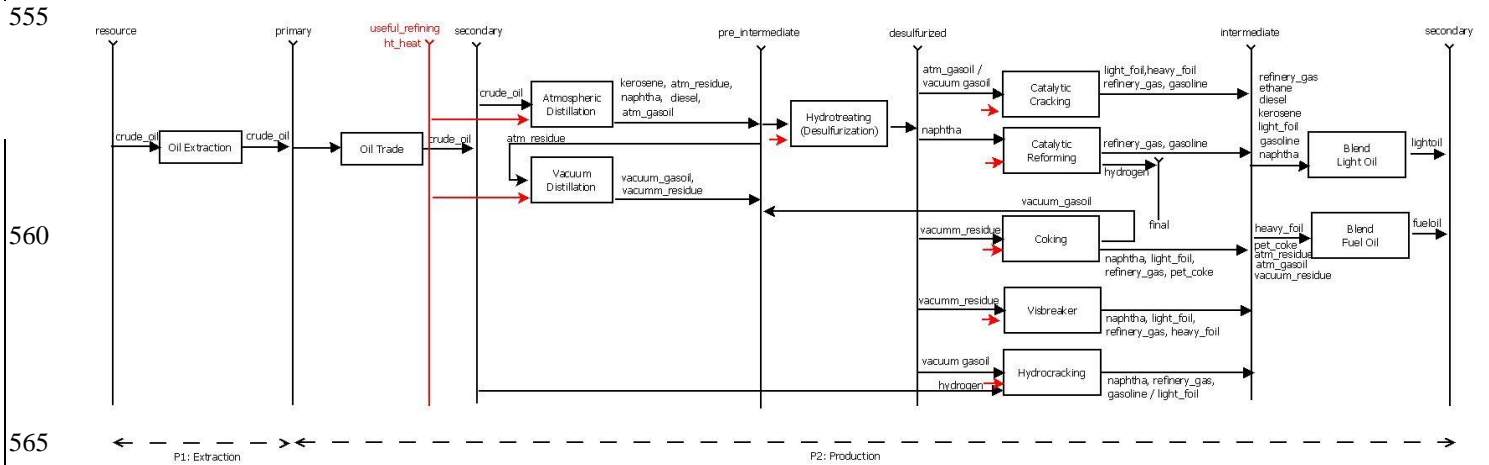 555
resource
primary
useful_refining
ht_heat
secondary
pre_intermediate
desulfurized
intermediate
secondary
crude_oil
Oil Extraction
crude_oil
Oil Trade
crude_oil
crude_oil
Atmospheric
Distillation
kerosene, atm_residue,
naphtha, diesel,
atm_gasoil
atm_residue
Vacuum
Distillation
vacuum_gasoil,
vacumm_residue
Hydrotreating
(Desulfurization)
atm_gasoil /
vacuum gasoil
Catalytic
Cracking
light_foil,heavy_foil
refinery_gas, gasoline
naphtha
Catalytic
Reforming
refinery_gas, gasoline
hydrogen
final
vacuum_gasoil
vacumm_residue
Coking
naphtha, light_foil,
refinery_gas, pet_coke
vacumm_residue
Visbreaker
naphtha, light_foil,
refinery_gas, heavy_foil
vacuum gasoil
hydrogen
Hydrocracking
naphtha, refinery_gas,
gasoline / light_foil
refinery_gas
ethane
diesel
kerosene
light_foil
gasoline
naphtha
Blend
Light Oil
lightoil
heavy_foil
pet_coke
atm_residue
atm_gasoil
vacuum_residue
Blend
Fuel Oil
fueloil
560
565
P1: Extraction
P2: Production